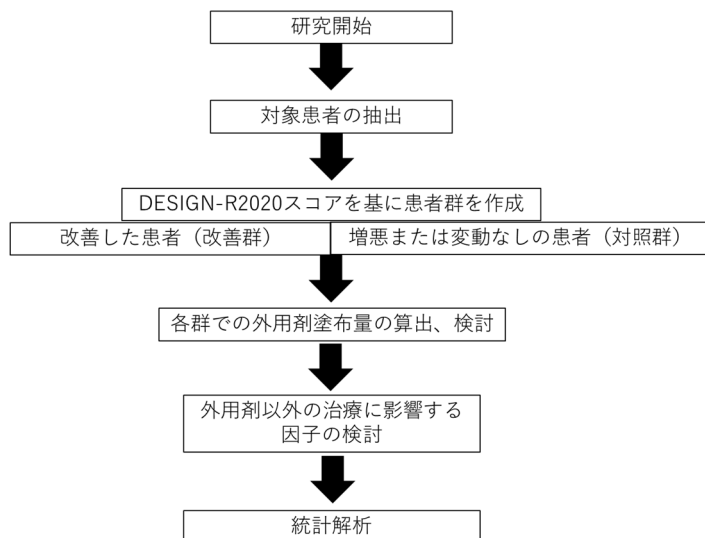 研究開始
対象患者の抽出
DESIGN-R2020スコアを基に患者群を作成
改善した患者（改善群）
増悪または変動なしの患者（対照群）
各群での外用剤塗布量の算出、検討
外用剤以外の治療に影響する
因子の検討
統計解析